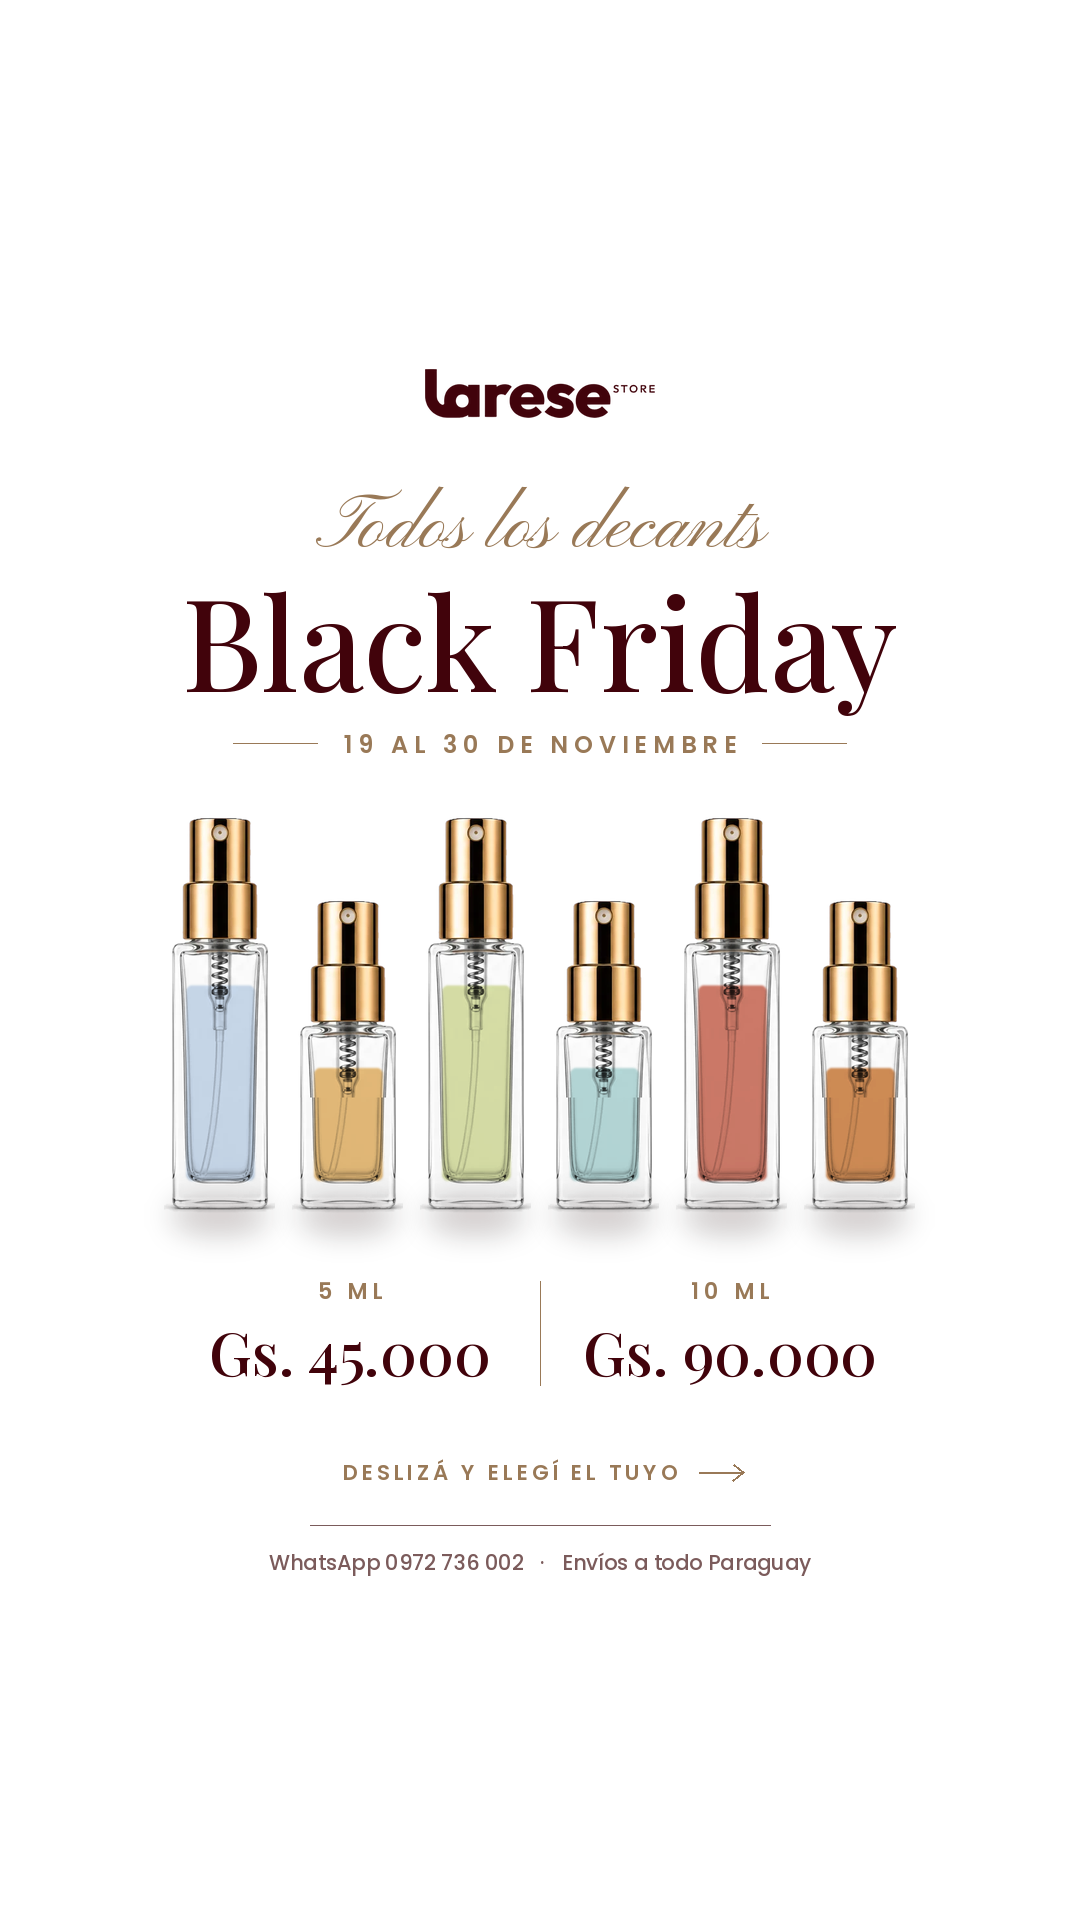 Larese STORE
Todos los decants
Black Friday
19 AL 30 DE NOVIEMBRE
5 ML
Gs. 45.000
10 ML
Gs. 90.000
DESLIZÁ Y ELEGÍ EL TUYO →
WhatsApp 0972 736 002 · Envíos a todo Paraguay